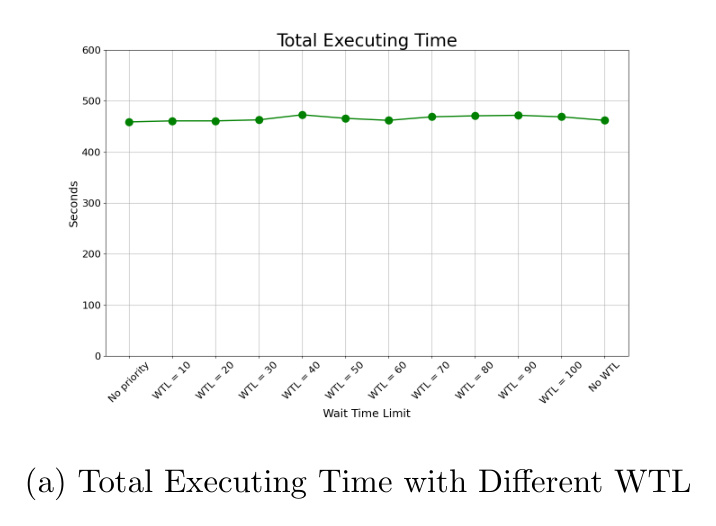 Total Executing Time
600
500
400
300
200
100
0
Seconds
No priority
WTL = 10
WTL = 20
WTL = 30
WTL = 40
WTL = 50
WTL = 60
WTL = 70
WTL = 80
WTL = 90
WTL = 100
No WTL
Wait Time Limit
(a) Total Executing Time with Different WTL